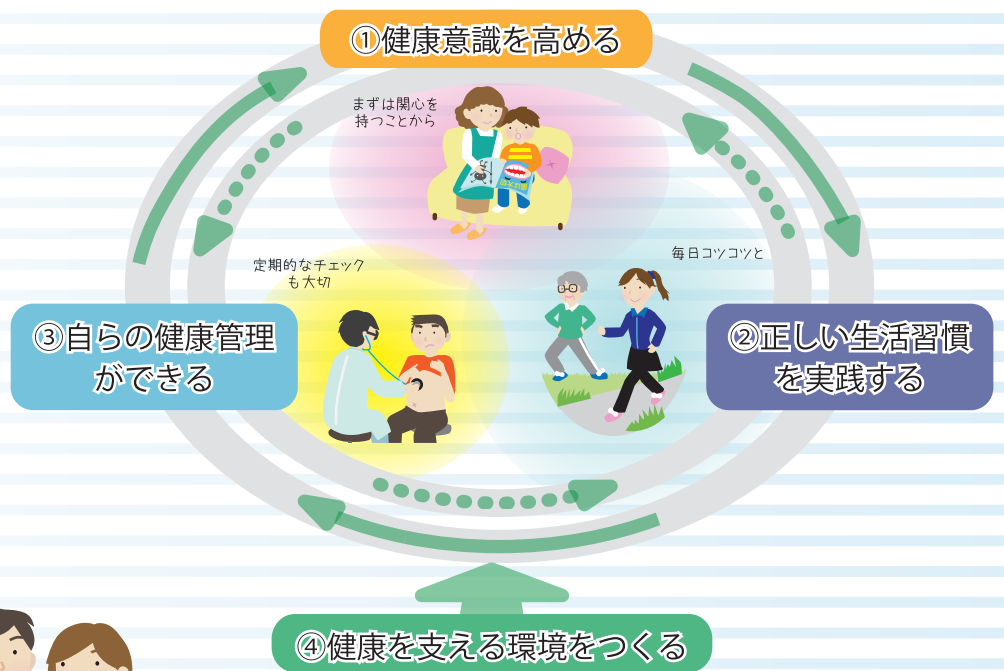 ①健康意識を高める
まずは関心を
持つことから
毎日コツコツと
定期的なチェック
も大切
③自らの健康管理
ができる
②正しい生活習慣
を実践する
④健康を支える環境をつくる